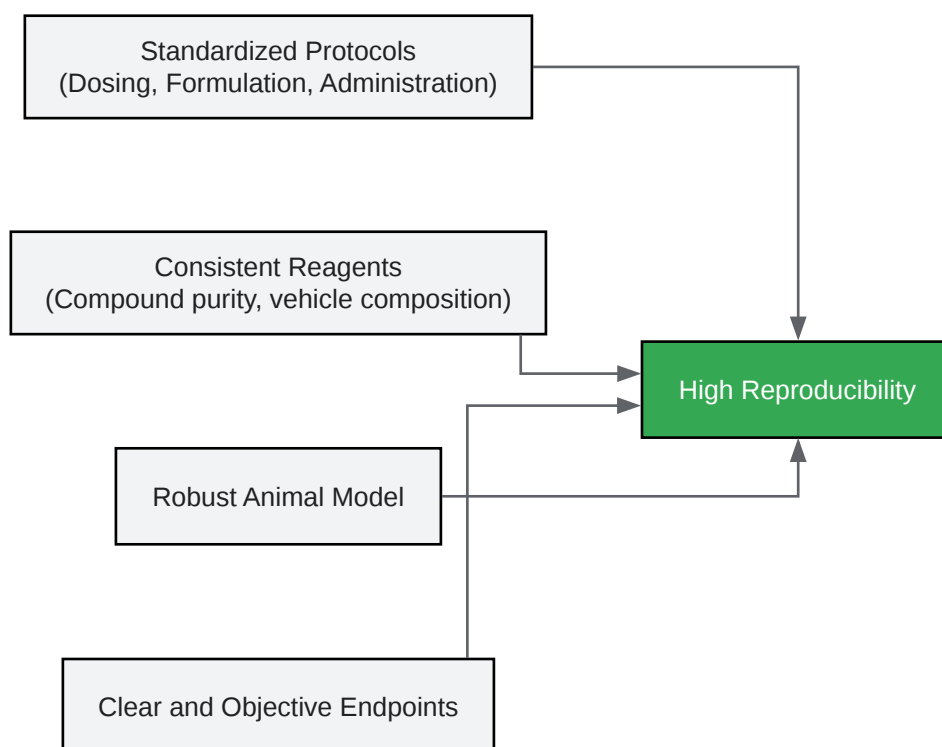 Standardized Protocols
(Dosing, Formulation, Administration)
Consistent Reagents
(Compound purity, vehicle composition)
High Reproducibility
Robust Animal Model
Clear and Objective Endpoints